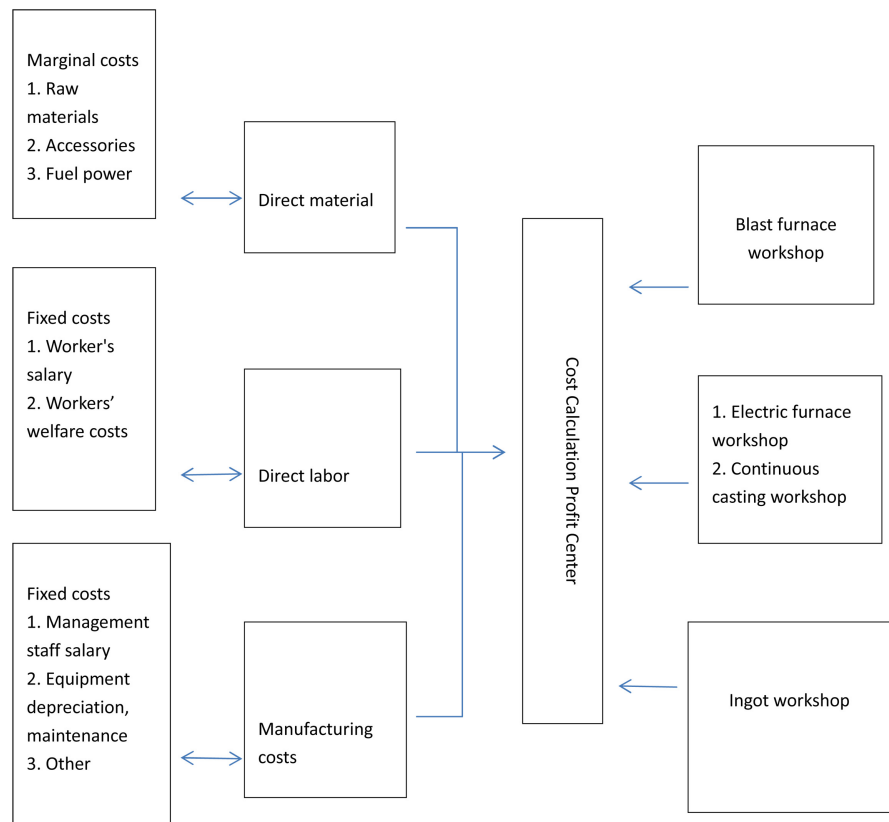 Marginal costs
1. Raw
materials
2. Accessories
3. Fuel power
Direct material
Fixed costs
1. Worker's
salary
2. Workers’
welfare costs
Direct labor
Fixed costs
1. Management
staff salary
2. Equipment
depreciation,
maintenance
3. Other
Manufacturing
costs
Cost Calculation Profit Center
Blast furnace
workshop
1. Electric furnace
workshop
2. Continuous
casting workshop
Ingot workshop